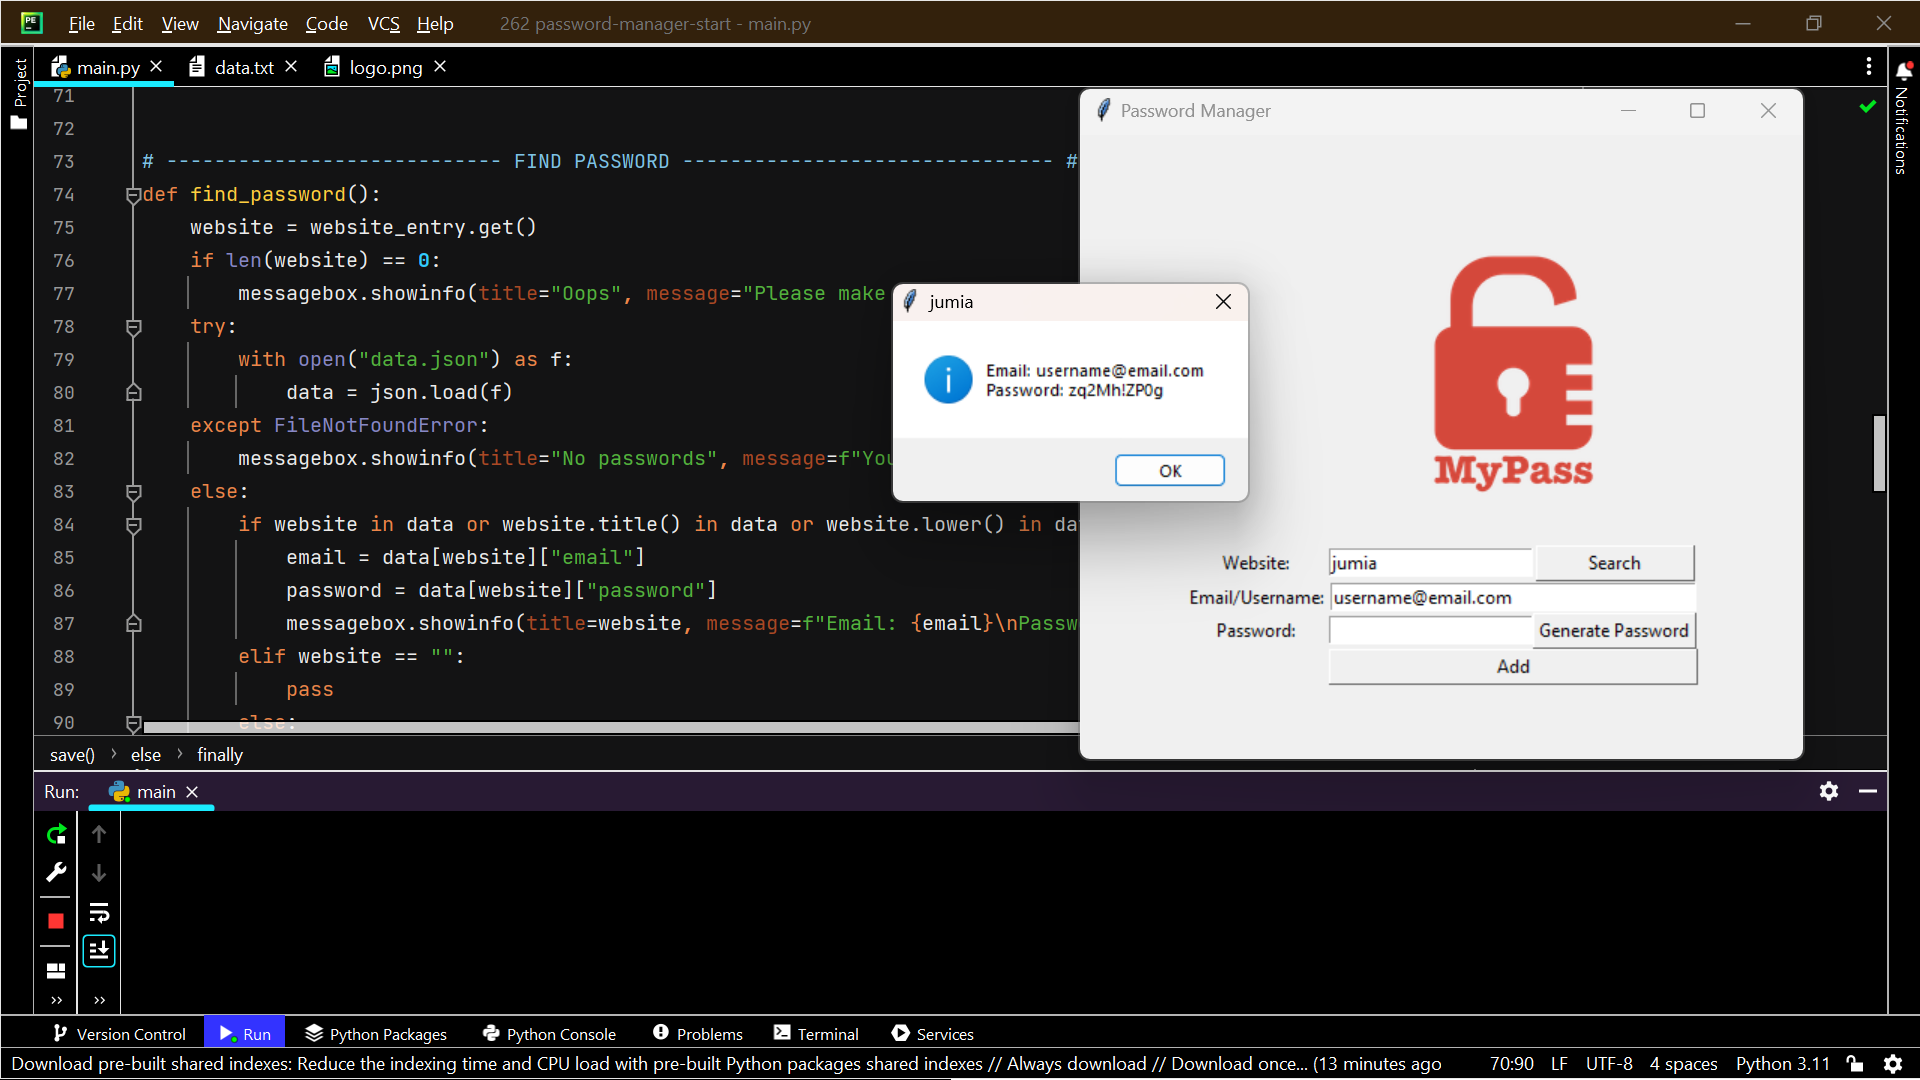 File Edit View Navigate Code VCS Help 262 password-manager-start - main.py
Project
main.py data.txt logo.png
Notifications
71
72
73 # ---------------------------- FIND PASSWORD ------------------------------- #
74 def find_password():
75 website = website_entry.get()
76 if len(website) == 0:
77 messagebox.showinfo(title="Oops", message="Please make
78 try:
79 with open("data.json") as f:
80 data = json.load(f)
81 except FileNotFoundError:
82 messagebox.showinfo(title="No passwords", message=f"You
83 else:
84 if website in data or website.title() in data or website.lower() in da
85 email = data[website]["email"]
86 password = data[website]["password"]
87 messagebox.showinfo(title=website, message=f"Email: {email}\nPassw
88 elif website == "":
89 pass
90 else:
save() › else › finally
Password Manager
MyPass
Website: jumia Search
Email/Username: username@email.com
Password: Generate Password
Add
jumia
Email: username@email.com
Password: zq2Mh!ZP0g
OK
Run: main
Version Control Run Python Packages Python Console Problems Terminal Services
Download pre-built shared indexes: Reduce the indexing time and CPU load with pre-built Python packages shared indexes // Always download // Download once... (13 minutes ago 70:90 LF UTF-8 4 spaces Python 3.11